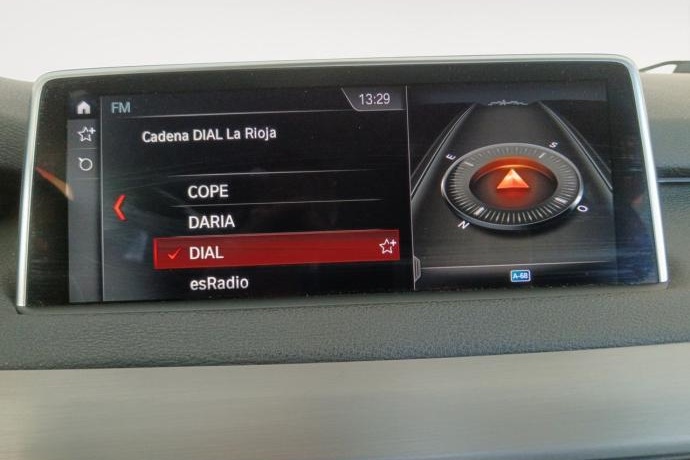 FM
13:29
Cadena DIAL La Rioja
COPE
DARIA
DIAL
esRadio
E
S
N
O
A-68